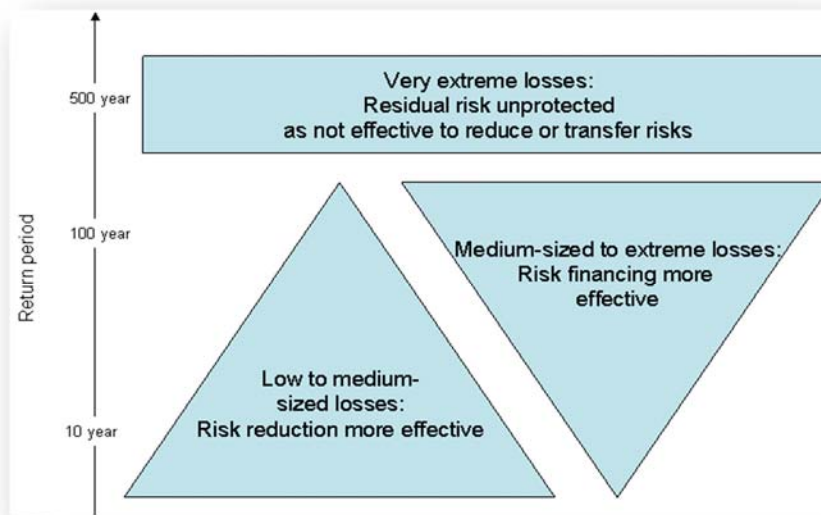 500 year
Very extreme losses:
Residual risk unprotected
as not effective to reduce or transfer risks
Return period
100 year
Medium-sized to extreme losses:
Risk financing more
effective
Low to medium-
sized losses:
Risk reduction more effective
10 year